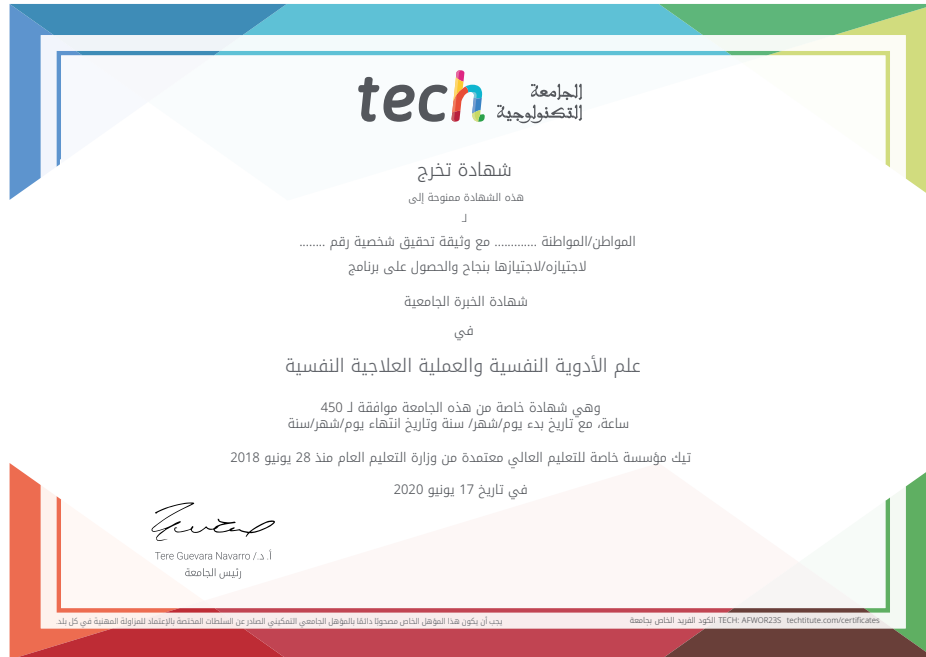 tech الجامعة
التكنولوجية
شهادة تخرج
هذه الشهادة ممنوحة إلى
لـ
المواطن/المواطنة ............. مع وثيقة تحقيق شخصية رقم ........
لاجتيازه/لاجتيازها بنجاح والحصول على برنامج
شهادة الخبرة الجامعية
في
علم الأدوية النفسية والعملية العلاجية النفسية
وهي شهادة خاصة من هذه الجامعة موافقة لـ 450
ساعة، مع تاريخ بدء يوم/شهر/ سنة وتاريخ انتهاء يوم/شهر/سنة
تيك مؤسسة خاصة للتعليم العالي معتمدة من وزارة التعليم العام منذ 28 يونيو 2018
في تاريخ 17 يونيو 2020
أ.د./ Tere Guevara Navarro
رئيس الجامعة
يجب أن يكون هذا المؤهل الخاص مصحوبًا دائمًا بالمؤهل الجامعي التمكيني الصادر عن السلطات المختصة بالإعتماد للمزاولة المهنية في كل بلد.
الكود الفريد الخاص بجامعة TECH: AFWOR23S techtitute.com/certificates